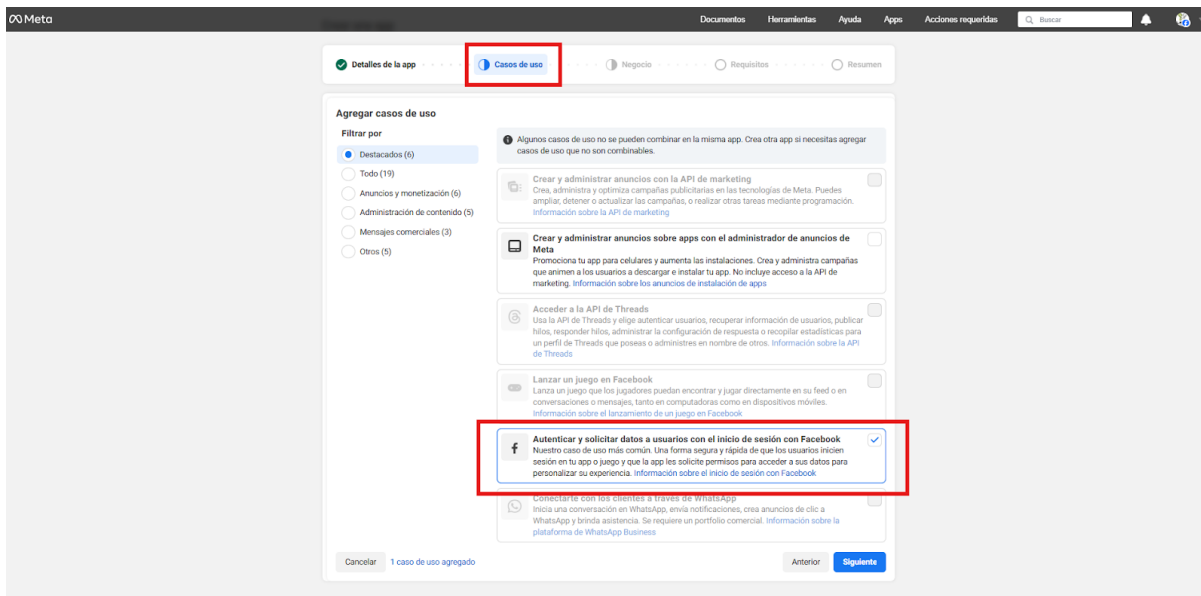 Meta
Documentos Herramientas Ayuda Apps Acciones requeridas Buscar
Detalles de la app Casos de uso Negocio Requisitos Resumen
Agregar casos de uso
Filtrar por
Destacados (6)
Todo (19)
Anuncios y monetización (6)
Administración de contenido (5)
Mensajes comerciales (3)
Otros (5)
Algunos casos de uso no se pueden combinar en la misma app. Crea otra app si necesitas agregar
casos de uso que no son combinables.
Crear y administrar anuncios con la API de marketing
Crea, administra y optimiza campañas publicitarias en las tecnologías de Meta. Puedes
ampliar, detener o actualizar las campañas, o realizar otras tareas mediante programación.
Información sobre la API de marketing
Crear y administrar anuncios sobre apps con el administrador de anuncios de
Meta
Promociona tu app para celulares y aumenta las instalaciones. Crea y administra campañas
que animen a los usuarios a descargar e instalar tu app. No incluye acceso a la API de
marketing. Información sobre los anuncios de instalación de apps
Acceder a la API de Threads
Usa la API de Threads y elige autenticar usuarios, recuperar información de usuarios, publicar
hilos, responder hilos, administrar la configuración de respuesta o recopilar estadísticas para
un perfil de Threads que poseas o administres en nombre de otros. Información sobre la API
de Threads
Lanzar un juego en Facebook
Lanza un juego que los jugadores puedan encontrar y jugar directamente en su feed o en
conversaciones o mensajes, tanto en computadoras como en dispositivos móviles.
Información sobre el lanzamiento de un juego en Facebook
Autenticar y solicitar datos a usuarios con el inicio de sesión con Facebook
Nuestro caso de uso más común. Una forma segura y rápida de que los usuarios inicien
sesión en tu app o juego y que la app les solicite permisos para acceder a sus datos para
personalizar su experiencia. Información sobre el inicio de sesión con Facebook
Conectarte con los clientes a través de WhatsApp
Inicia una conversación en WhatsApp, envía notificaciones, crea anuncios de clic a
WhatsApp y brinda asistencia. Se requiere un portfolio comercial. Información sobre la
plataforma de WhatsApp Business
Cancelar 1 caso de uso agregado Anterior Siguiente